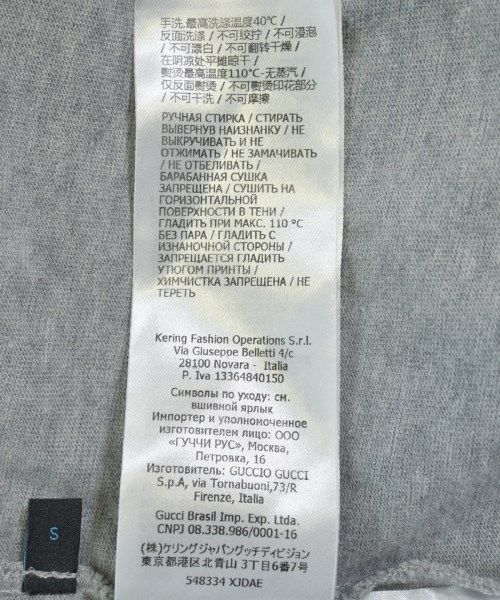 手洗,最高洗涤温度40℃/
反面洗涤/不可绞拧/不可浸泡
/不可漂白/不可翻转干燥/
在阴凉处平摊晾干/
熨烫最高温度110℃-无蒸汽/
仅反面熨烫/不可熨烫印花部分
/不可干洗/不可摩擦
РУЧНАЯ СТИРКА / СТИРАТЬ
ВЫВЕРНУВ НАИЗНАНКУ / НЕ
ВЫКРУЧИВАТЬ И НЕ
ОТЖИМАТЬ / НЕ ЗАМАЧИВАТЬ
/ НЕ ОТБЕЛИВАТЬ /
БАРАБАННАЯ СУШКА
ЗАПРЕЩЕНА / СУШИТЬ НА
ГОРИЗОНТАЛЬНОЙ
ПОВЕРХНОСТИ В ТЕНИ /
ГЛАДИТЬ ПРИ МАКС. 110 °C
БЕЗ ПАРА / ГЛАДИТЬ С
ИЗНАНОЧНОЙ СТОРОНЫ /
ЗАПРЕЩАЕТСЯ ГЛАДИТЬ
УТЮГОМ ПРИНТЫ /
ХИМЧИСТКА ЗАПРЕЩЕНА / НЕ
ТЕРЕТЬ
Kering Fashion Operations S.r.l.
Via Giuseppe Belletti 4/c
28100 Novara - Italia
P. Iva 13364840150
Символы по уходу: см.
вшивной ярлык
Импортер и уполномоченное
изготовителем лицо: ООО
«ГУЧЧИ РУС», Москва,
Петровка, 16
Изготовитель: GUCCIO GUCCI
S.p.A, via Tornabuoni,73/R
Firenze, Italia
Gucci Brasil Imp. Exp. Ltda.
CNPJ 08.338.986/0001-16
(株)ケリングジャパングッチディビジョン
東京都港区北青山3丁目6番7号
548334 XJDAE
S